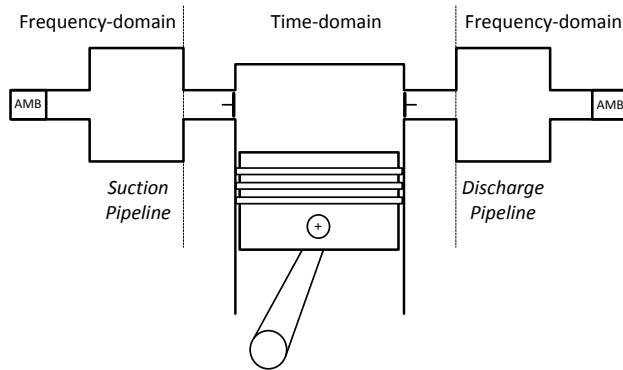 Frequency-domain
Time-domain
Frequency-domain
AMB
AMB
Suction
Pipeline
Discharge
Pipeline
+